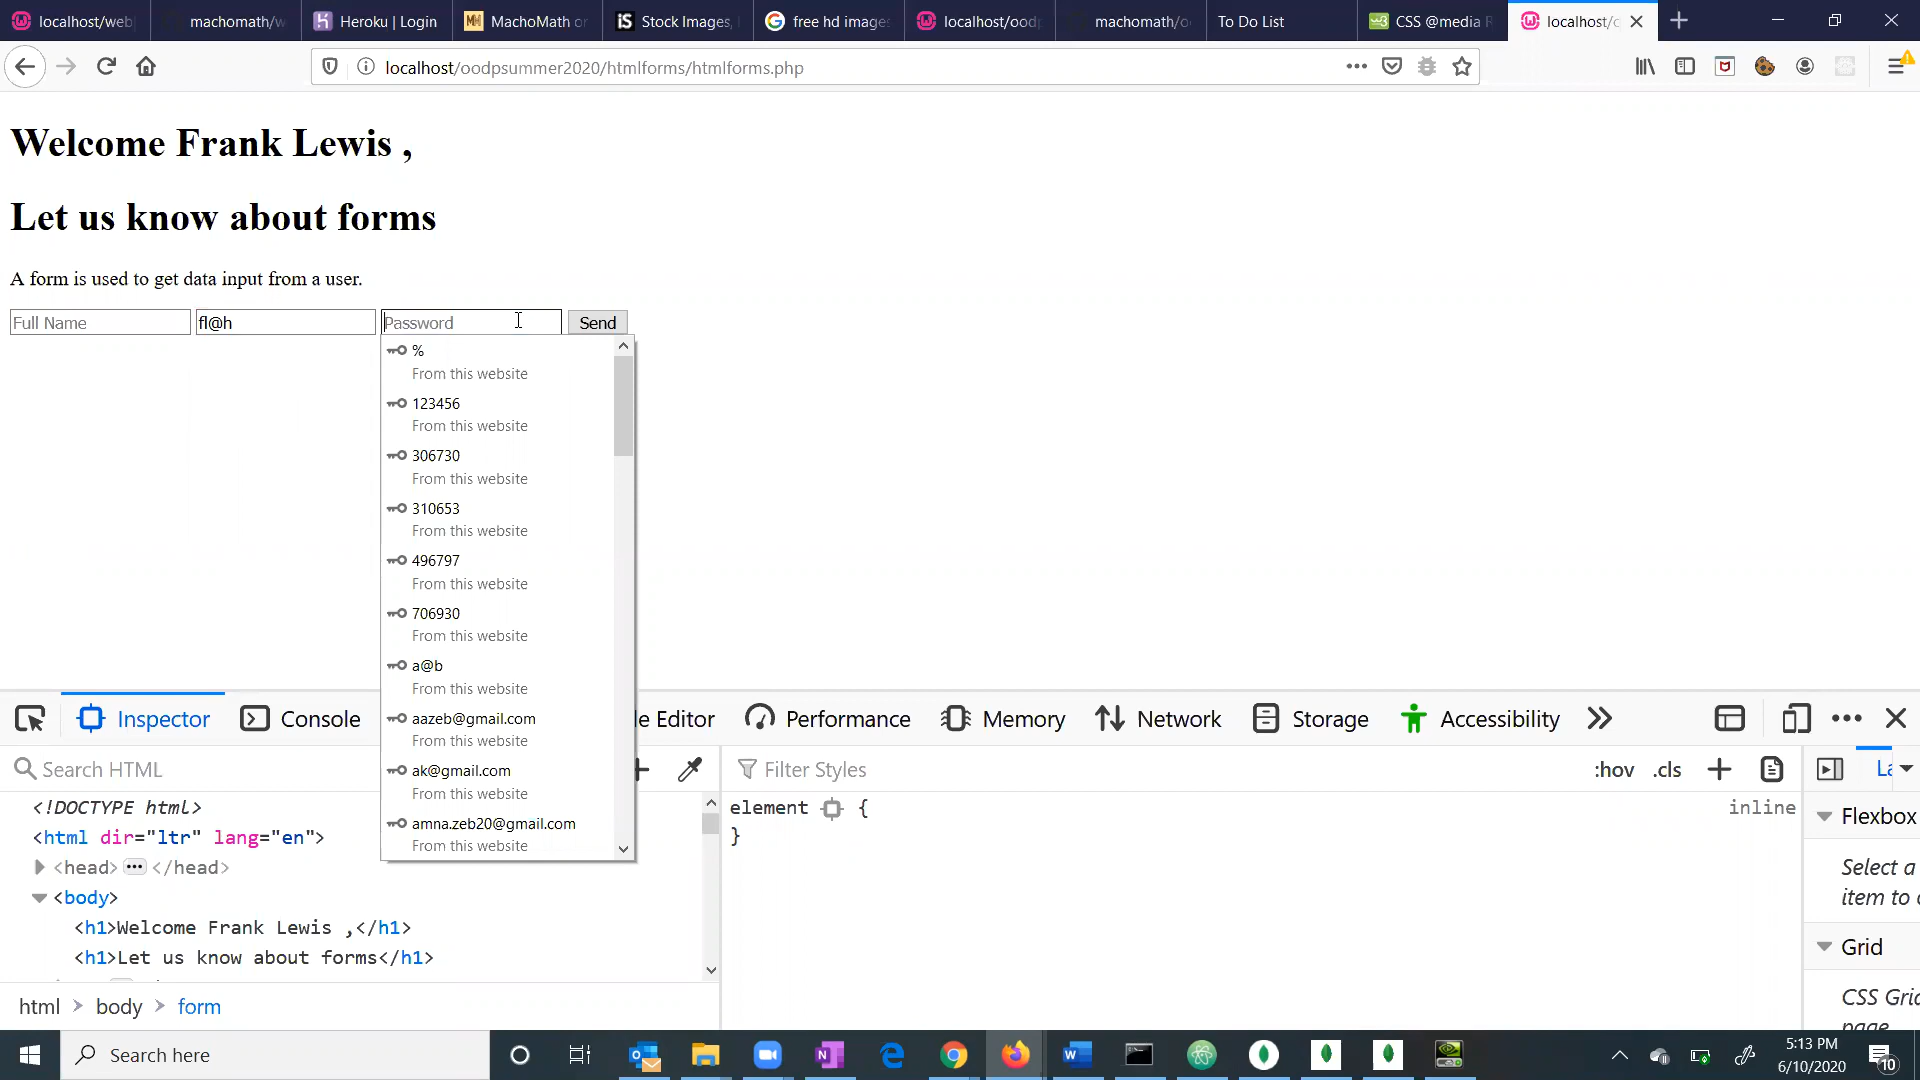 localhost/web
machomath/w
Heroku | Login
MachoMath or
Stock Images,
free hd images
localhost/oodp
machomath/o
To Do List
CSS @media R
localhost/o
localhost/oodpsummer2020/htmlforms/htmlforms.php
Welcome Frank Lewis ,
Let us know about forms
A form is used to get data input from a user.
Full Name fl@h Password Send
%
From this website
123456
From this website
306730
From this website
310653
From this website
496797
From this website
706930
From this website
a@b
From this website
aazeb@gmail.com
From this website
ak@gmail.com
From this website
amna.zeb20@gmail.com
From this website
Inspector Console le Editor Performance Memory Network Storage Accessibility
Search HTML
Filter Styles :hov .cls La
<!DOCTYPE html>
<html dir="ltr" lang="en">
<head> ••• </head>
<body>
<h1>Welcome Frank Lewis ,</h1>
<h1>Let us know about forms</h1>
element {
}
inline
Flexbox
Select a
item to
Grid
CSS Grid
page
html > body > form
Search here
5:13 PM
6/10/2020
10